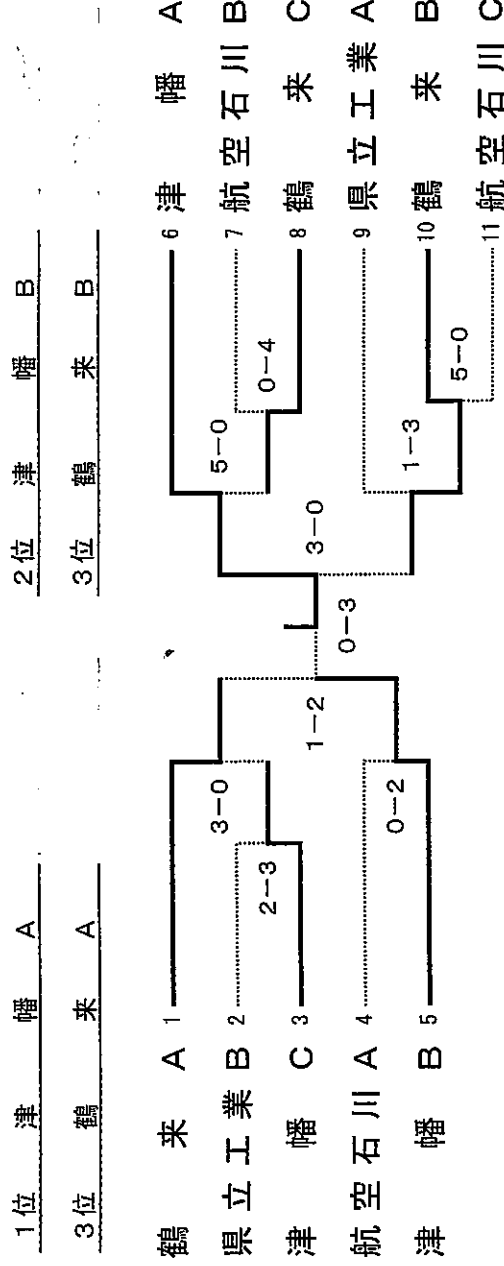 1位 津 幡 A
2位 津 幡 B
3位 鶴 来 A
3位 鶴 来 B
鶴 来 A 1
県立工業 B 2
津 幡 C 3
航空石川 A 4
津 幡 B 5
3-0
2-3
1-2
0-2
0-3
5-0
0-4
3-0
1-3
5-0
6 津 幡 A
7 航空石川 B
8 鶴 来 C
9 県立工業 A
10 鶴 来 B
11 航空石川 C